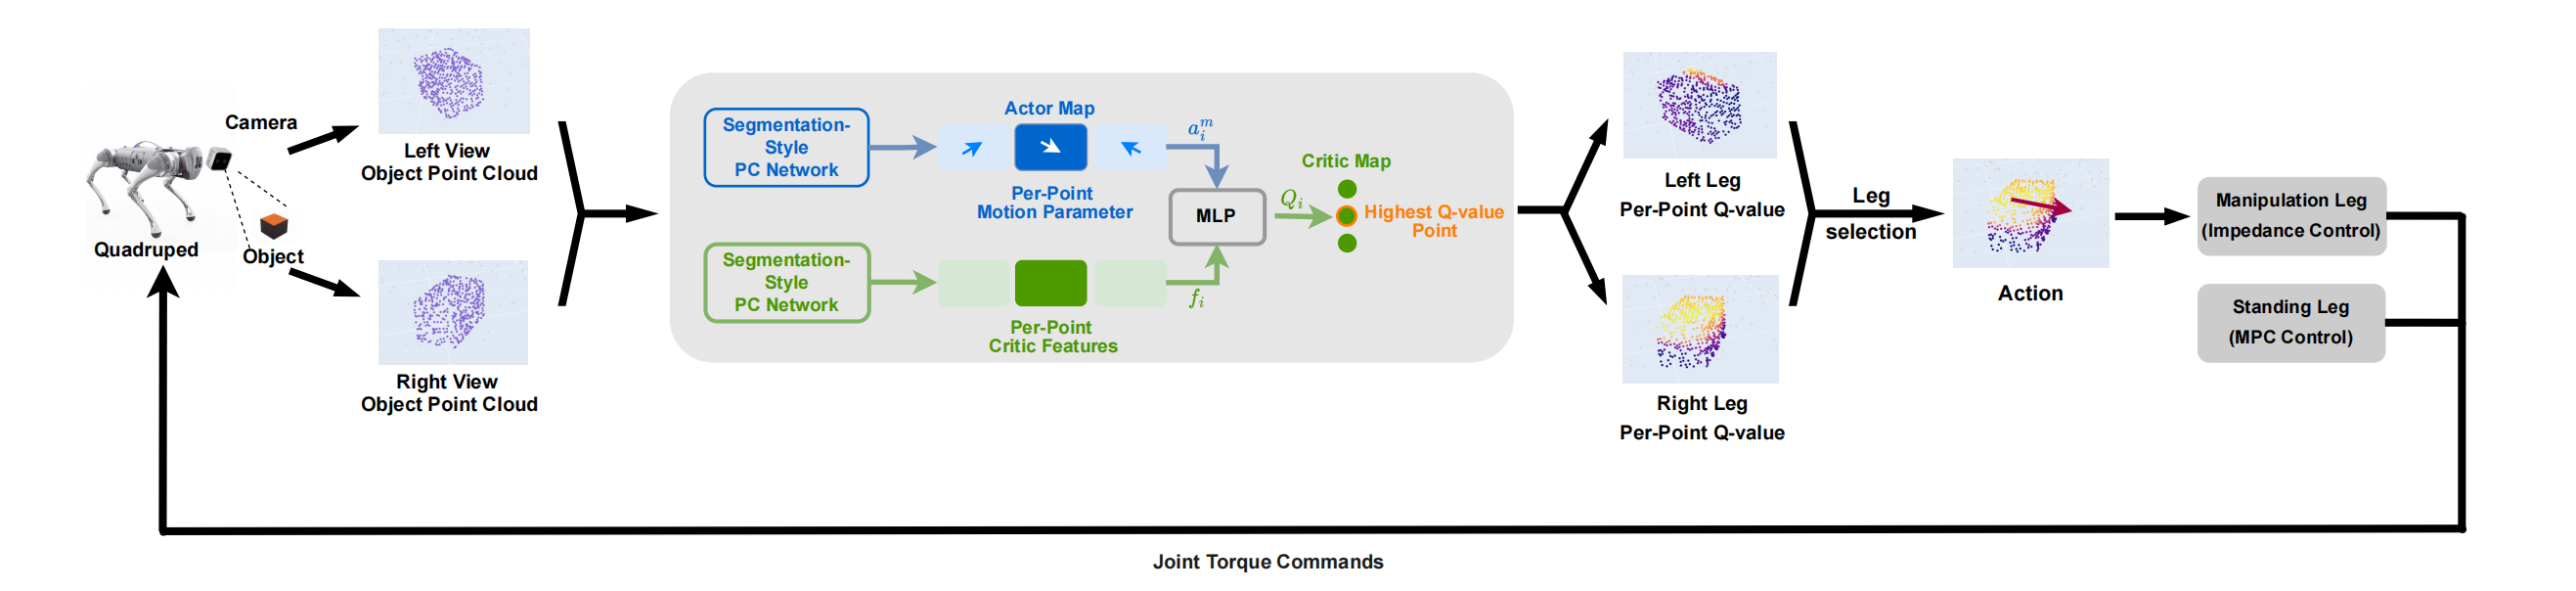 Camera
Quadruped
Object
Left View
Object Point Cloud
Right View
Object Point Cloud
Segmentation-
Style
PC Network
Actor Map
Per-Point
Motion Parameter
a_i^m
Segmentation-
Style
PC Network
Per-Point
Critic Features
f_i
MLP
Q_i
Critic Map
Highest Q-value
Point
Left Leg
Per-Point Q-value
Right Leg
Per-Point Q-value
Leg
selection
Action
Manipulation Leg
(Impedance Control)
Standing Leg
(MPC Control)
Joint Torque Commands